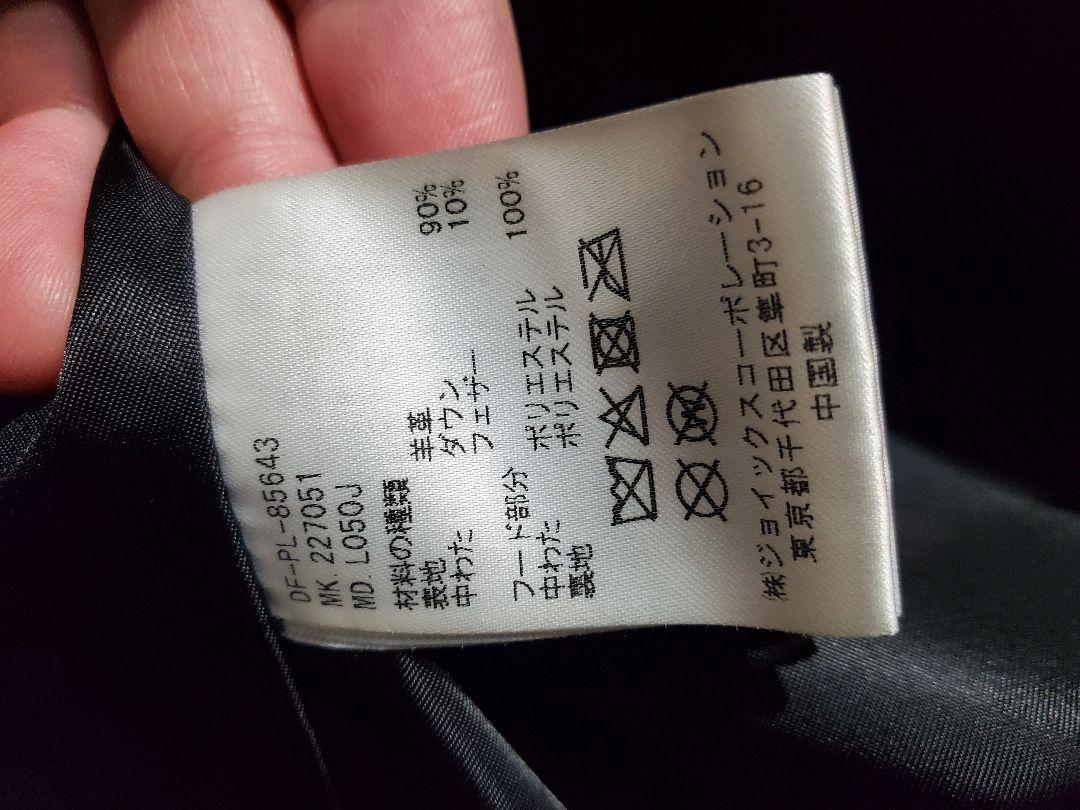 DF-PL-85643
MK.227051
MD.L050J
材料の種類
表地 羊革
中わた ダウン 90%
フェザー 10%
フード部分
中わた ポリエステル 100%
裏地 ポリエステル
㈱ジョイックスコーポレーション
東京都千代田区隼町3-16
中国製